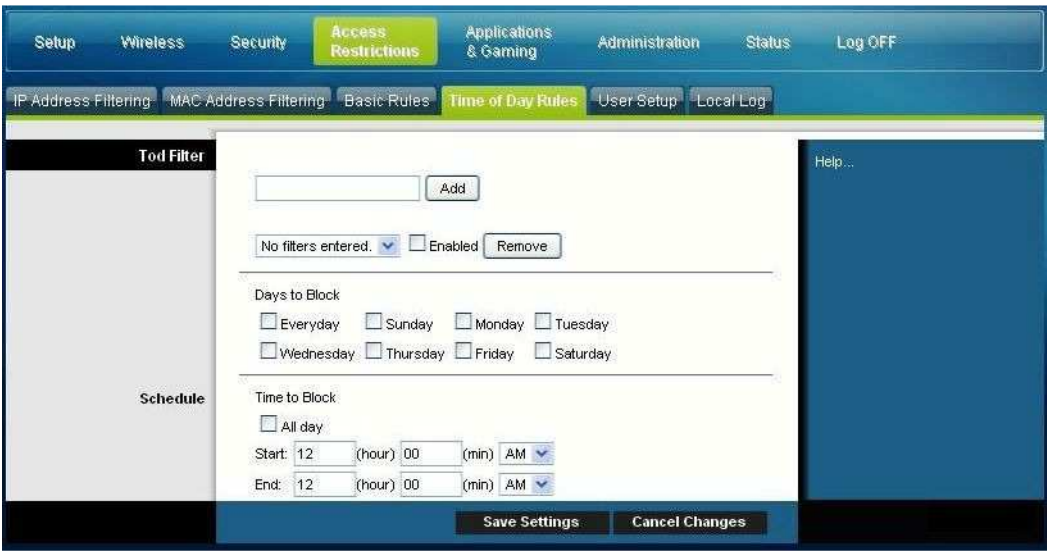 Setup Wireless Security Access Restrictions Applications & Gaming Administration Status Log OFF
IP Address Filtering MAC Address Filtering Basic Rules Time of Day Rules User Setup Local Log
Tod Filter
Help...
Add
No filters entered. Enabled Remove
Days to Block
Everyday Sunday Monday Tuesday
Wednesday Thursday Friday Saturday
Schedule
Time to Block
All day
Start: 12 (hour) 00 (min) AM
End: 12 (hour) 00 (min) AM
Save Settings Cancel Changes